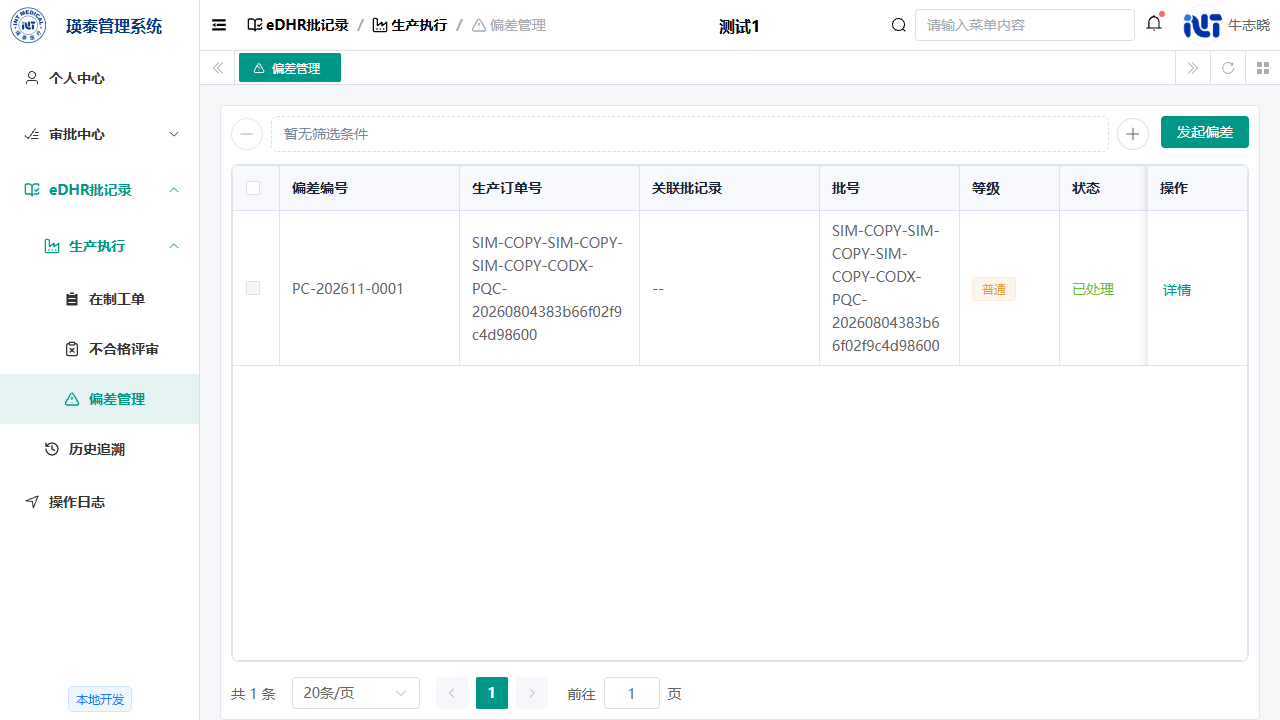 瑛泰管理系统
eDHR批记录 / 生产执行 / 偏差管理
测试1
请输入菜单内容
牛志晓
个人中心
审批中心
eDHR批记录
生产执行
在制工单
不合格评审
偏差管理
历史追溯
操作日志
本地开发
偏差管理
暂无筛选条件
发起偏差
偏差编号 生产订单号 关联批记录 批号 等级 状态 操作
PC-202611-0001
SIM-COPY-SIM-COPY-
SIM-COPY-CODX-
PQC-
20260804383b66f02f9
c4d98600
--
SIM-COPY-SIM-
COPY-SIM-
COPY-CODX-
PQC-
20260804383b6
6f02f9c4d98600
普通
已处理
详情
共 1 条 20条/页 1 前往 1 页